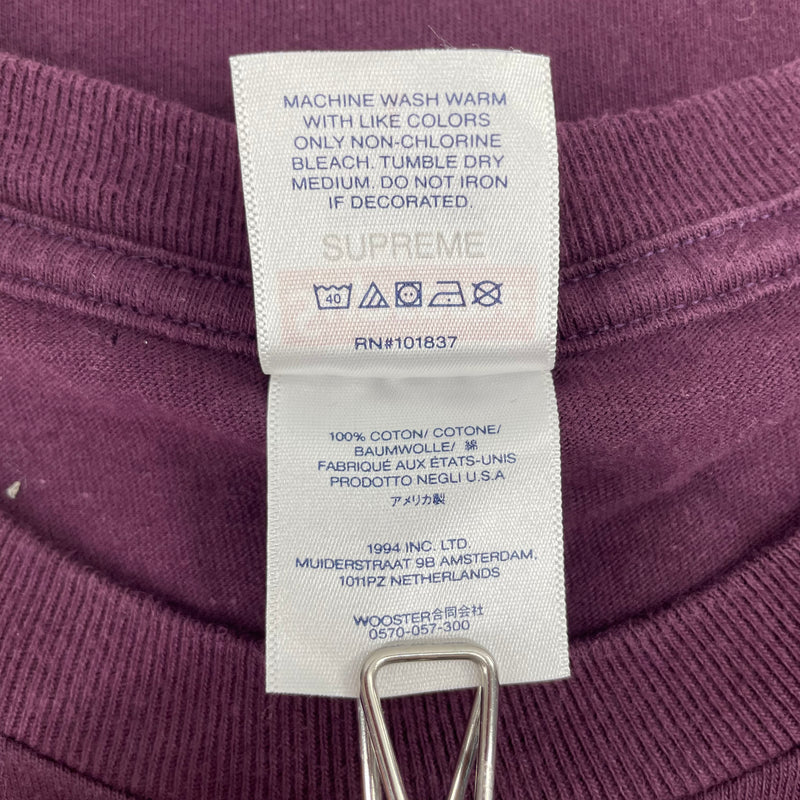 MACHINE WASH WARM
WITH LIKE COLORS
ONLY NON-CHLORINE
BLEACH. TUMBLE DRY
MEDIUM. DO NOT IRON
IF DECORATED.
SUPREME
40
RN#101837
100% COTON/ COTONE/
BAUMWOLLE/ 綿
FABRIQUÉ AUX ÉTATS-UNIS
PRODOTTO NEGLI U.S.A
アメリカ製
1994 INC. LTD.
MUIDERSTRAAT 9B AMSTERDAM,
1011PZ NETHERLANDS
WOOSTER合同会社
0570-057-300